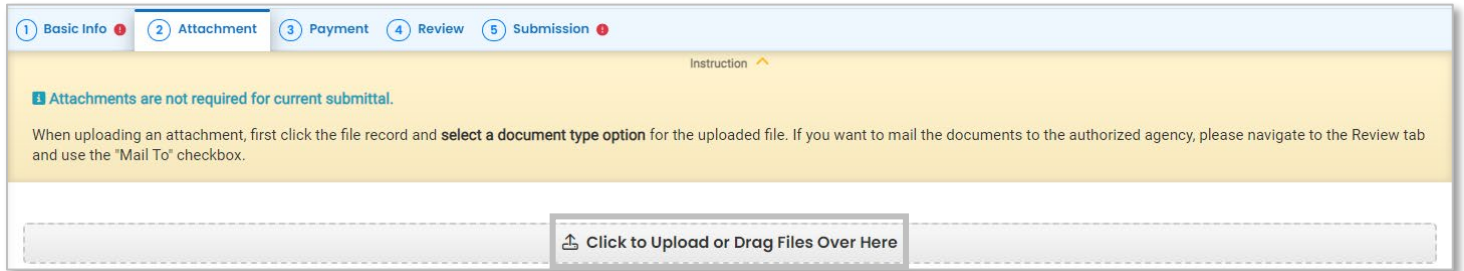 1 Basic Info ! 2 Attachment 3 Payment 4 Review 5 Submission !
Instruction
i Attachments are not required for current submittal.
When uploading an attachment, first click the file record and select a document type option for the uploaded file. If you want to mail the documents to the authorized agency, please navigate to the Review tab
and use the "Mail To" checkbox.
Click to Upload or Drag Files Over Here